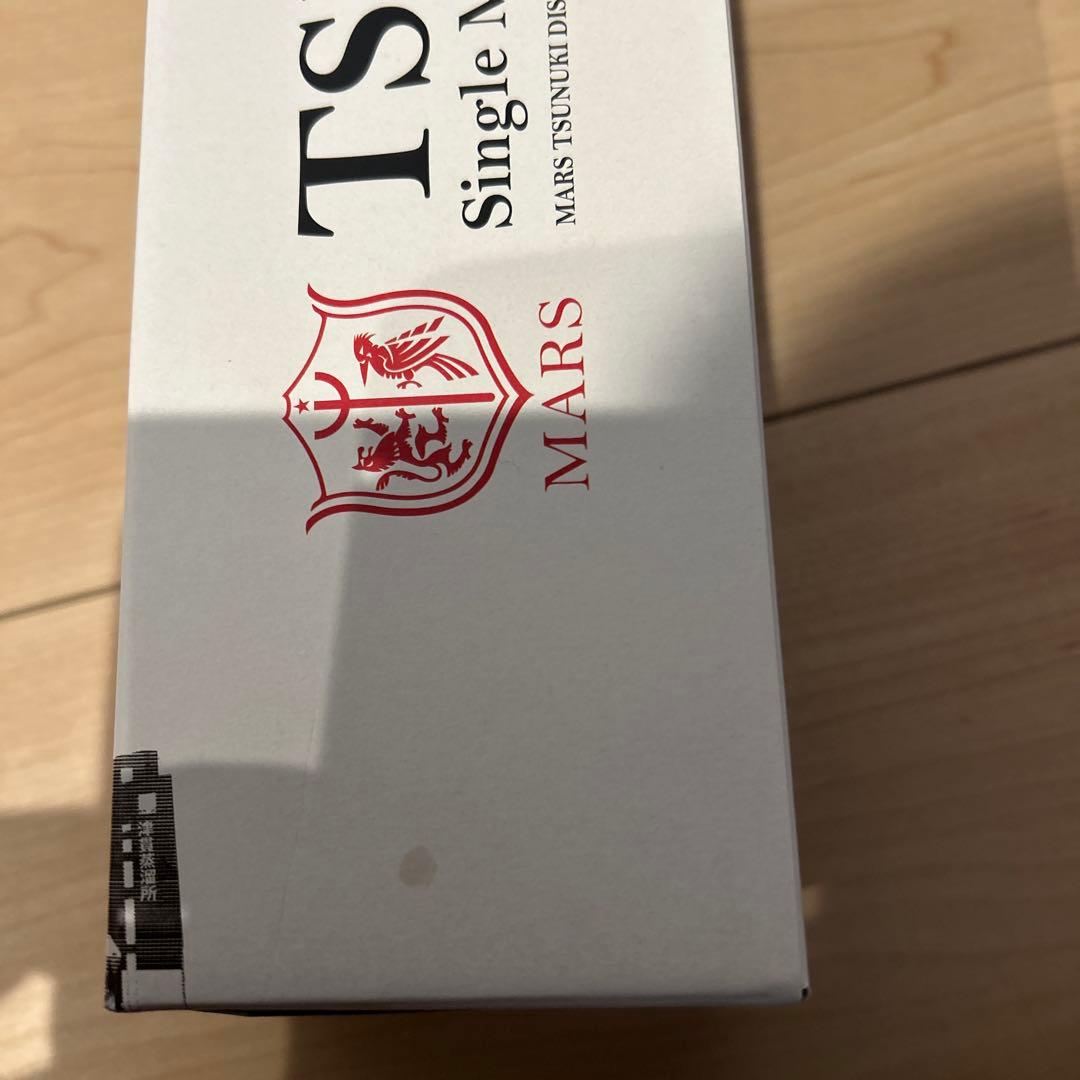 TS
Single
MARS TSUNUKI DIS
MARS
津貫蒸溜所